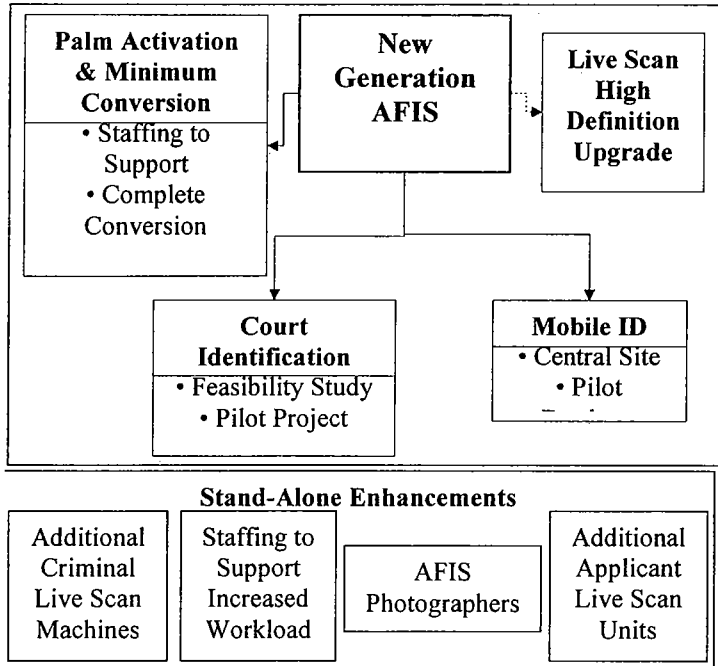 Palm Activation
& Minimum
Conversion
• Staffing to
Support
• Complete
Conversion
New
Generation
AFIS
Live Scan
High
Definition
Upgrade
Court
Identification
• Feasibility Study
• Pilot Project
Mobile ID
• Central Site
• Pilot
Stand-Alone Enhancements
Additional
Criminal
Live Scan
Machines
Staffing to
Support
Increased
Workload
AFIS
Photographers
Additional
Applicant
Live Scan
Units